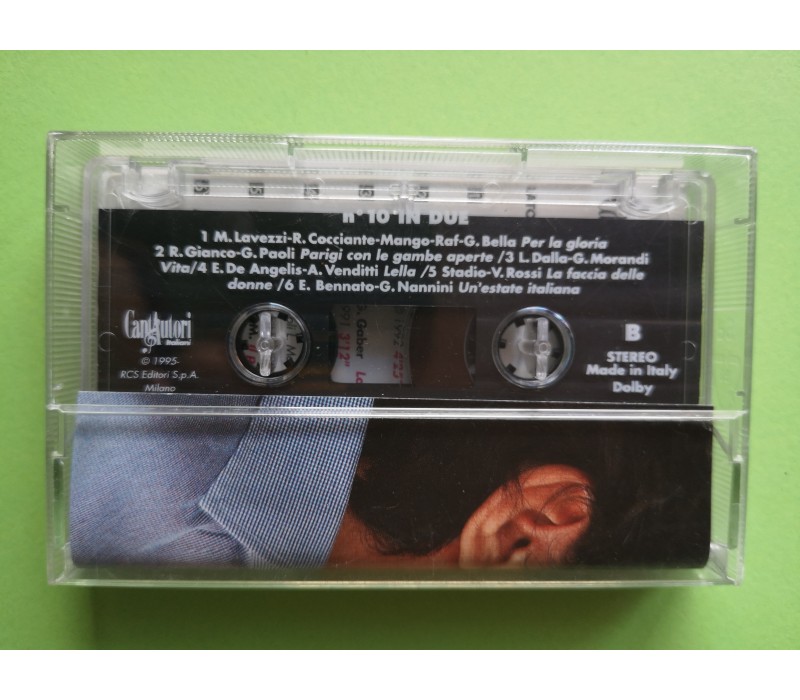 n° 10 IN DUE
1 M. Lavezzi-R. Cocciante-Mango-Raf-G. Bella Per la gloria
2 R. Gianco-G. Paoli Parigi con le gambe aperte /3 L. Dalla-G. Morandi
Vita/4 E. De Angelis-A. Venditti Lella /5 Stadio-V. Rossi La faccia delle
donne /6 E. Bennato-G. Nannini Un'estate italiana
CantAutori
italiani
© 1995-
RCS Editori S.p.A.
Milano
Gaber
B
STEREO
Made in Italy
Dolby